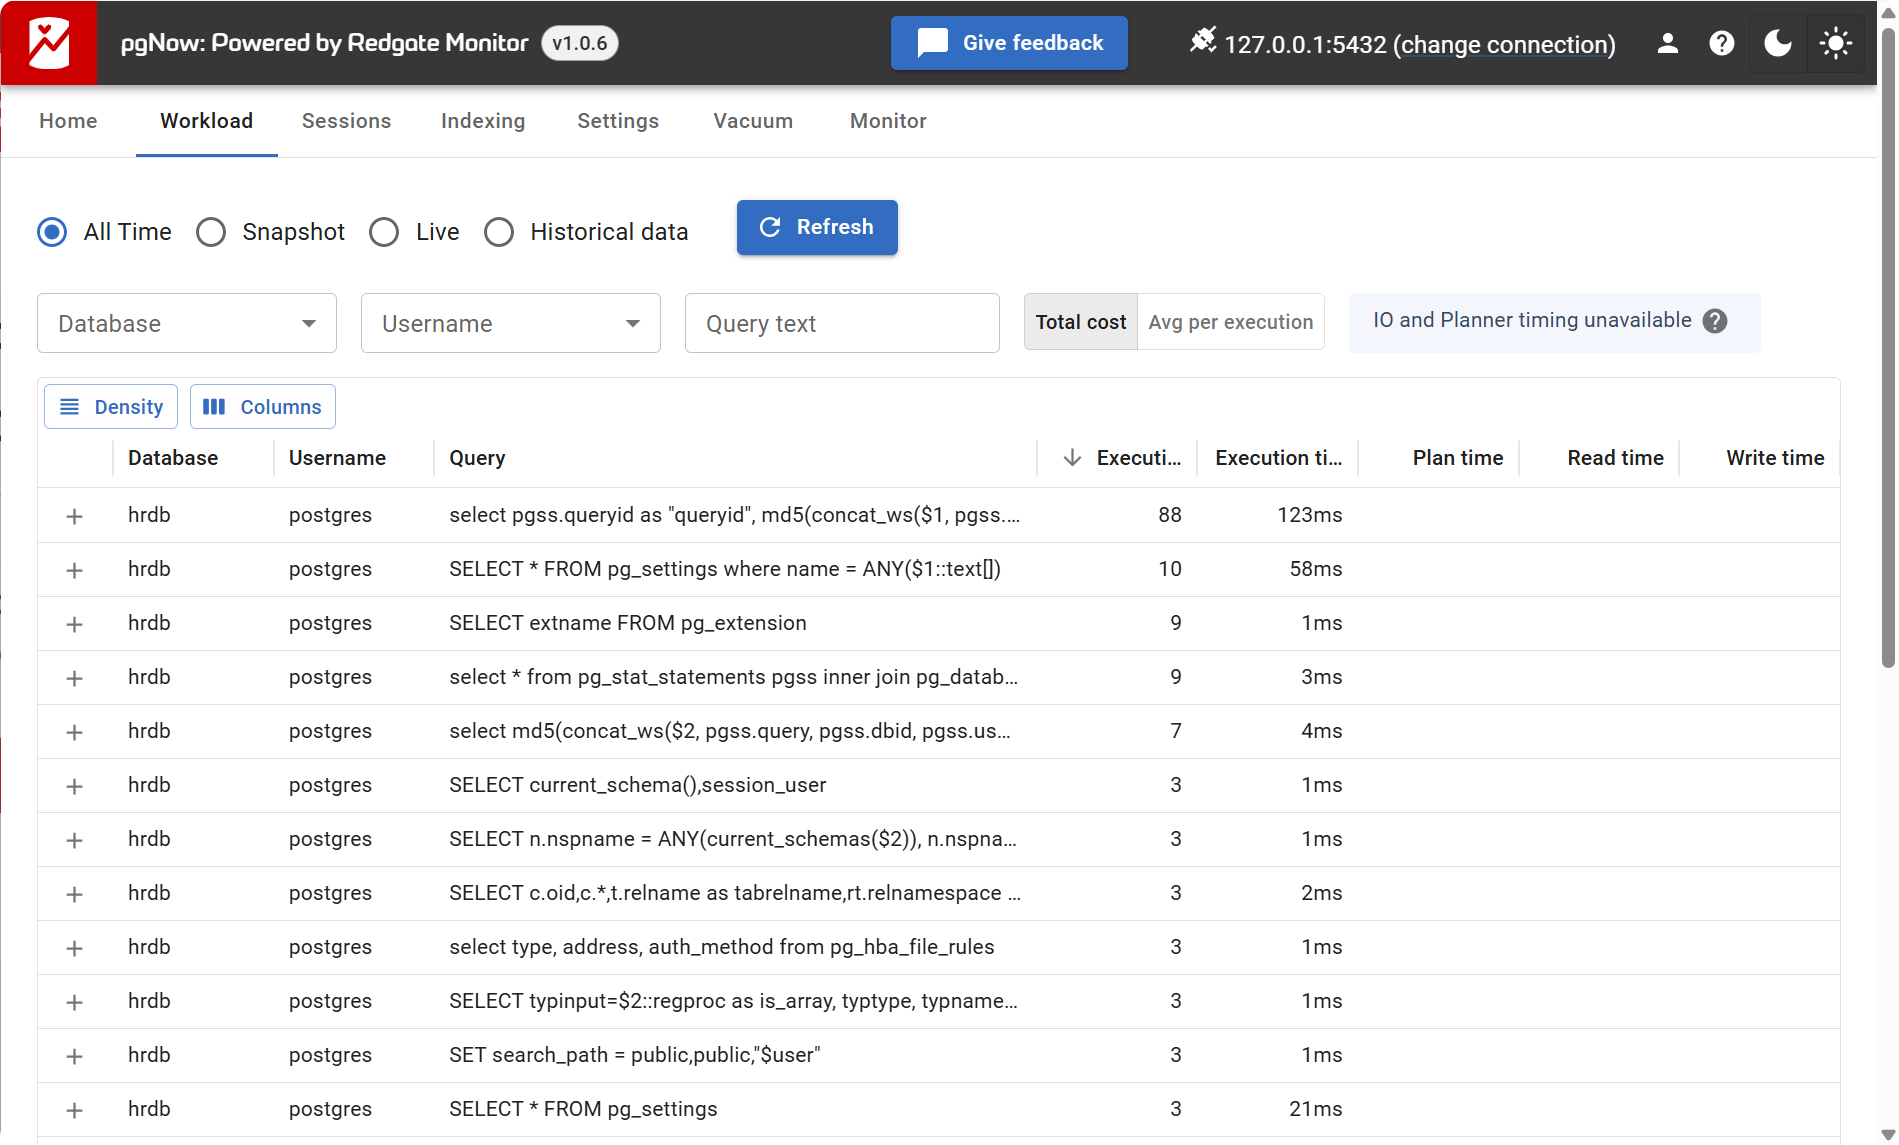 pgNow: Powered by Redgate Monitor v1.0.6 Give feedback 127.0.0.1:5432 (change connection)
Home Workload Sessions Indexing Settings Vacuum Monitor
All Time Snapshot Live Historical data Refresh
Database Username Query text Total cost Avg per execution IO and Planner timing unavailable
Density Columns
Database Username Query Executi... Execution ti... Plan time Read time Write time
hrdb postgres select pgss.queryid as "queryid", md5(concat_ws($1, pgss.... 88 123ms
hrdb postgres SELECT * FROM pg_settings where name = ANY($1::text[]) 10 58ms
hrdb postgres SELECT extname FROM pg_extension 9 1ms
hrdb postgres select * from pg_stat_statements pgss inner join pg_datab... 9 3ms
hrdb postgres select md5(concat_ws($2, pgss.query, pgss.dbid, pgss.us... 7 4ms
hrdb postgres SELECT current_schema(),session_user 3 1ms
hrdb postgres SELECT n.nspname = ANY(current_schemas($2)), n.nspna... 3 1ms
hrdb postgres SELECT c.oid,c.*,t.relname as tabrelname,rt.relnamespace ... 3 2ms
hrdb postgres select type, address, auth_method from pg_hba_file_rules 3 1ms
hrdb postgres SELECT typinput=$2::regproc as is_array, typtype, typname... 3 1ms
hrdb postgres SET search_path = public,public,"$user" 3 1ms
hrdb postgres SELECT * FROM pg_settings 3 21ms